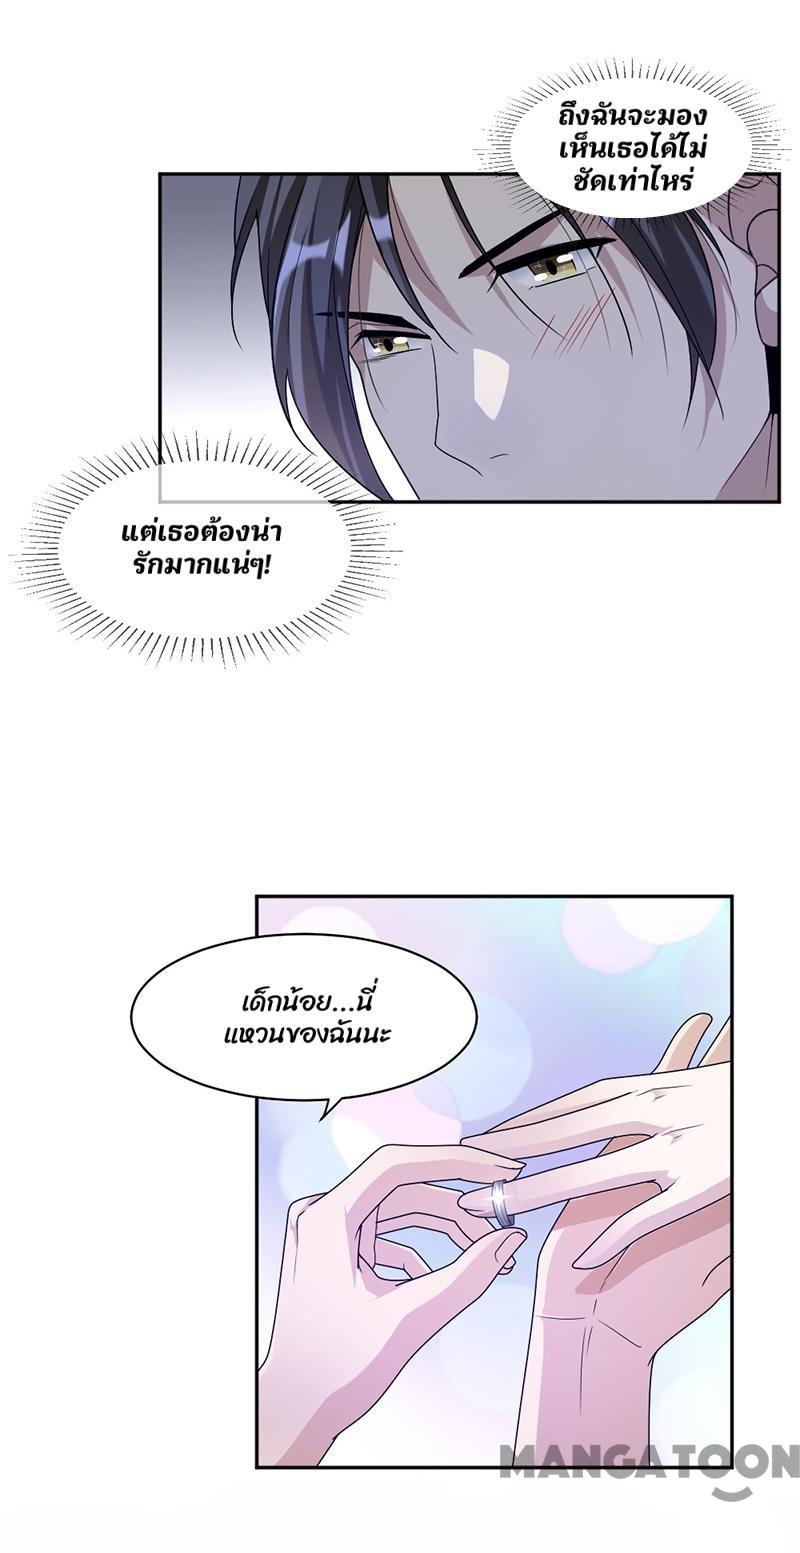 ถึงฉันจะมอง
เห็นเธอได้ไม่
ชัดเท่าไหร่
แต่เธอต้องน่า
รักมากแน่ๆ!
เด็กน้อย...นี่
แหวนของฉันนะ
MANGATOON